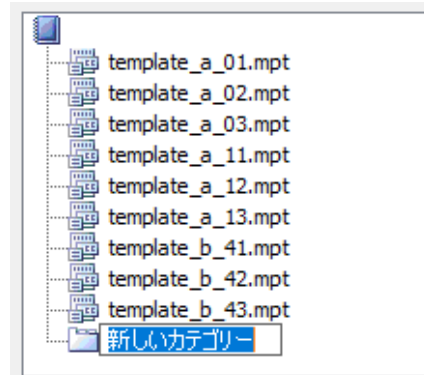 template_a_01.mpt
template_a_02.mpt
template_a_03.mpt
template_a_11.mpt
template_a_12.mpt
template_a_13.mpt
template_b_41.mpt
template_b_42.mpt
template_b_43.mpt
新しいカテゴリー